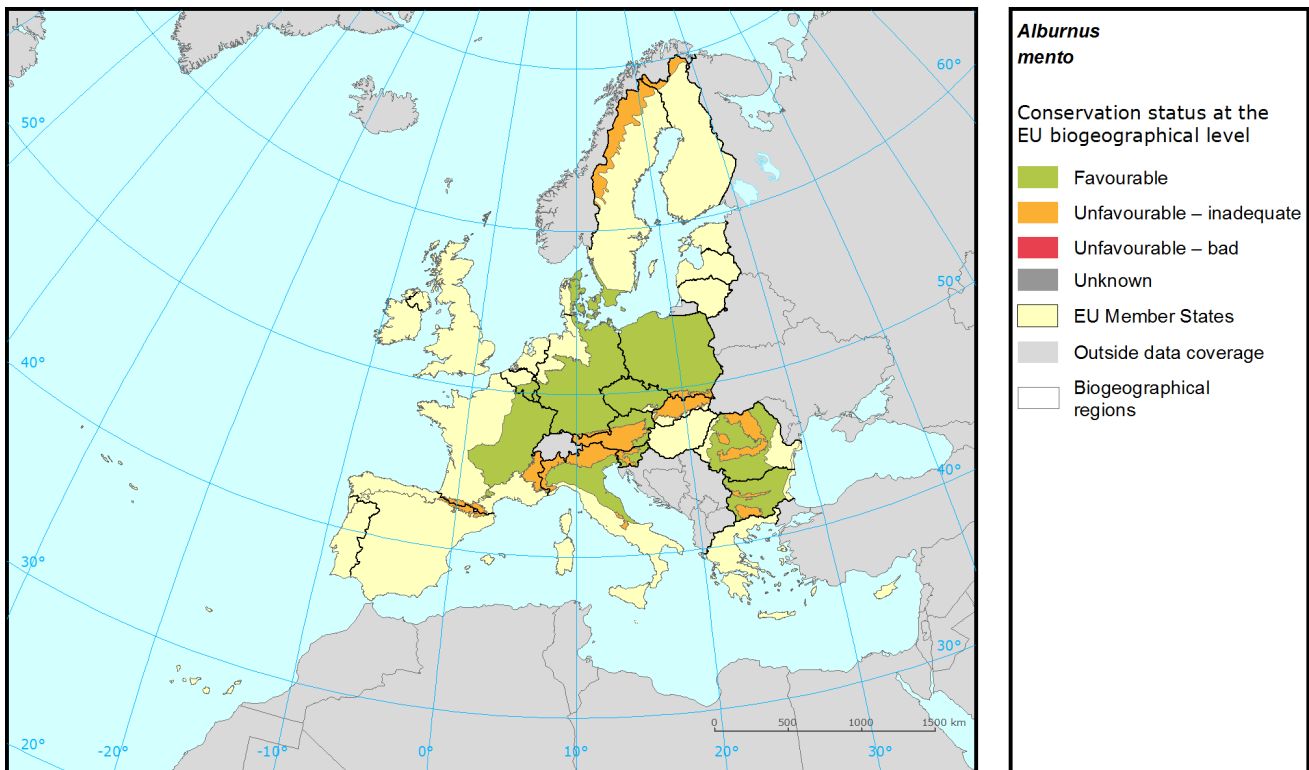 Alburnus
mento
Conservation status at the
EU biogeographical level
Favourable
Unfavourable – inadequate
Unfavourable – bad
Unknown
EU Member States
Outside data coverage
Biogeographical
regions
60°
50°
50°
40°
40°
30°
30°
20°
-20°
-10°
0°
10°
20°
30°
0 500 1000 1500 km